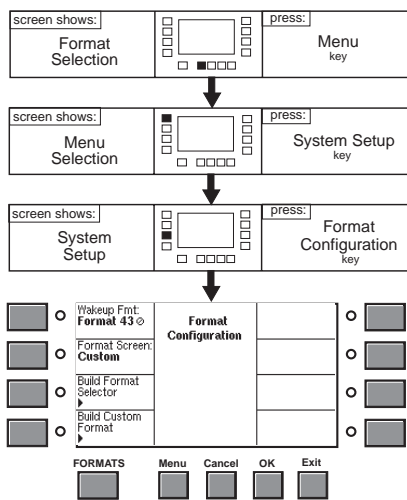 screen shows:
Format
Selection
press:
Menu
key
screen shows:
Menu
Selection
press:
System Setup
key
screen shows:
System
Setup
press:
Format
Configuration
key
Wakeup Fmt:
Format 43
Format Screen:
Custom
Build Format
Selector
Build Custom
Format
Format
Configuration
FORMATS Menu Cancel OK Exit